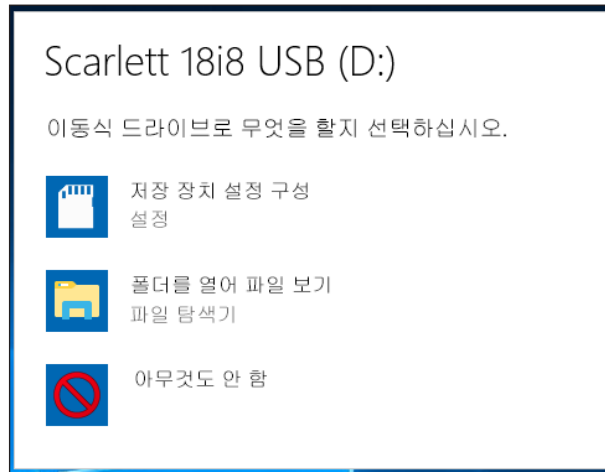 Scarlett 18i8 USB (D:)
이동식 드라이브로 무엇을 할지 선택하십시오.
저장 장치 설정 구성
설정
폴더를 열어 파일 보기
파일 탐색기
아무것도 안 함